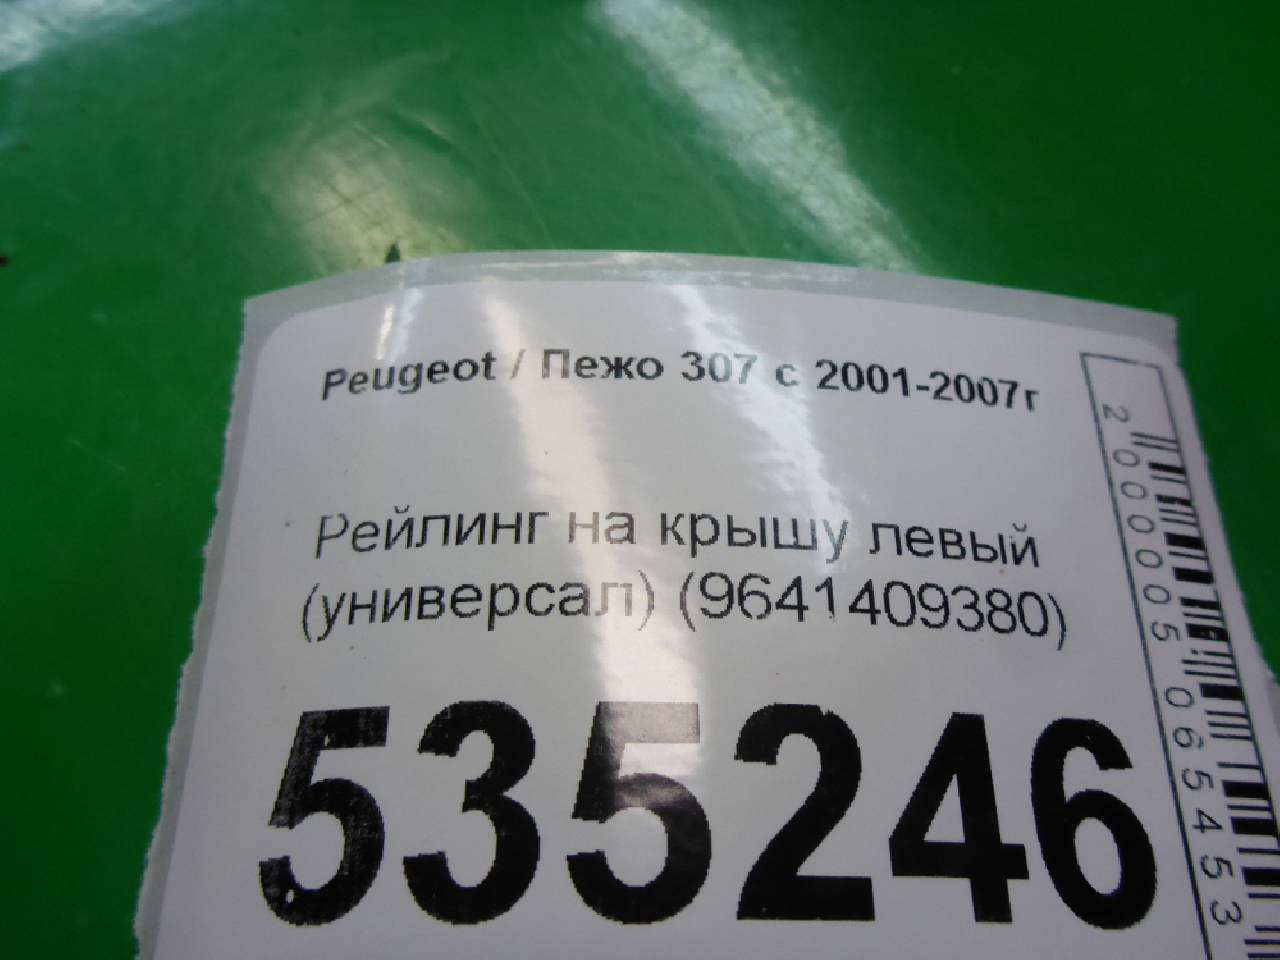 Peugeot / Пежо 307 с 2001-2007г
Рейлинг на крышу левый
(универсал) (9641409380)
535246
2000005065453